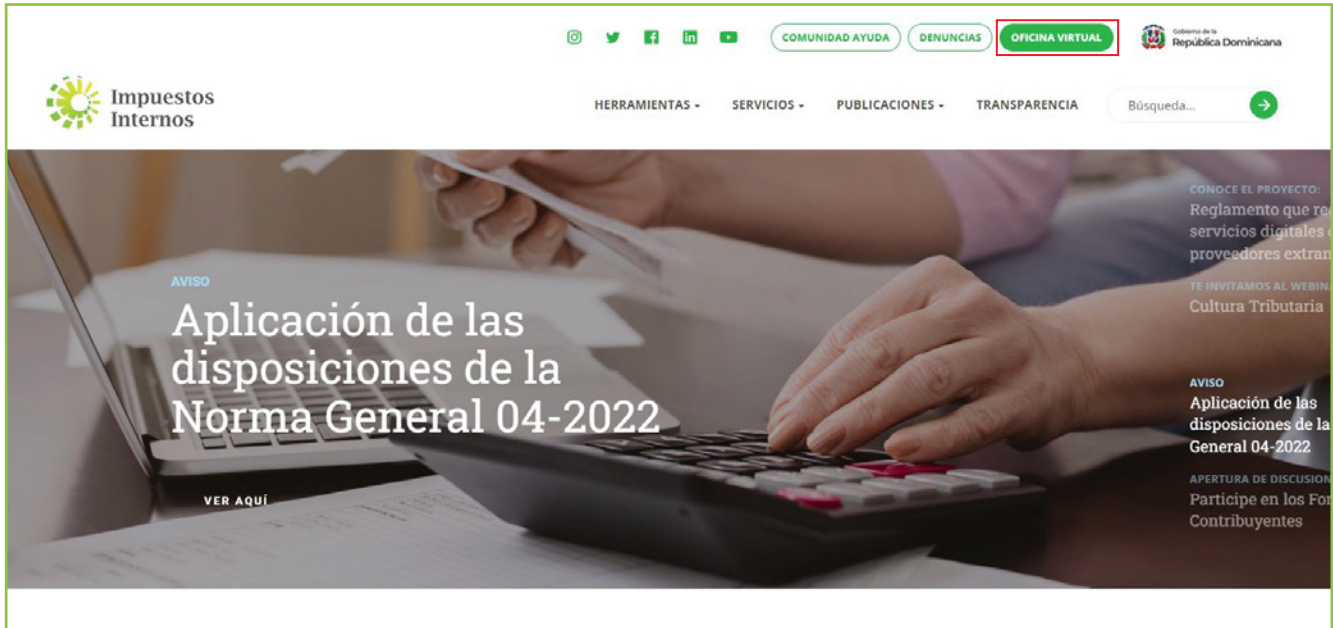 COMUNIDAD AYUDA
DENUNCIAS
OFICINA VIRTUAL
Gobierno de la
República Dominicana
Impuestos
Internos
HERRAMIENTAS
SERVICIOS
PUBLICACIONES
TRANSPARENCIA
Búsqueda...
AVISO
Aplicación de las
disposiciones de la
Norma General 04-2022
VER AQUÍ
CONOCE EL PROYECTO:
Reglamento que re
servicios digitales
proveedores extran
TE INVITAMOS AL WEBINA
Cultura Tributaria
AVISO
Aplicación de las
disposiciones de la
General 04-2022
APERTURA DE DISCUSION
Participe en los For
Contribuyentes